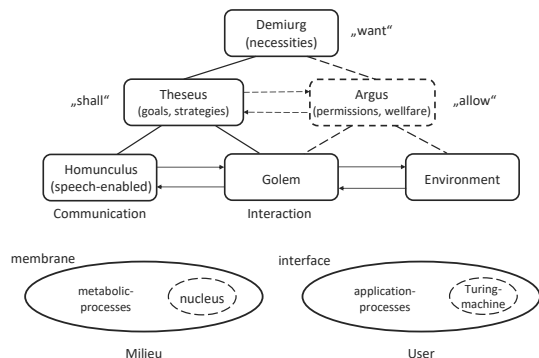 Demiurg
(necessities)
„want“
„shall“
Theseus
(goals, strategies)
Argus
(permissions, wellfare)
„allow“
Homunculus
(speech-enabled)
Golem
Environment
Communication
Interaction
membrane
metabolic-
processes
nucleus
Milieu
interface
application-
processes
Turing-
machine
User